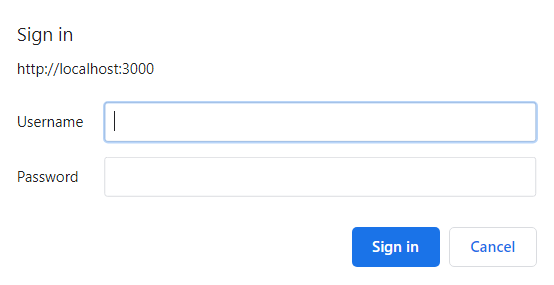 Sign in
http://localhost:3000
Username
Password
Sign in
Cancel